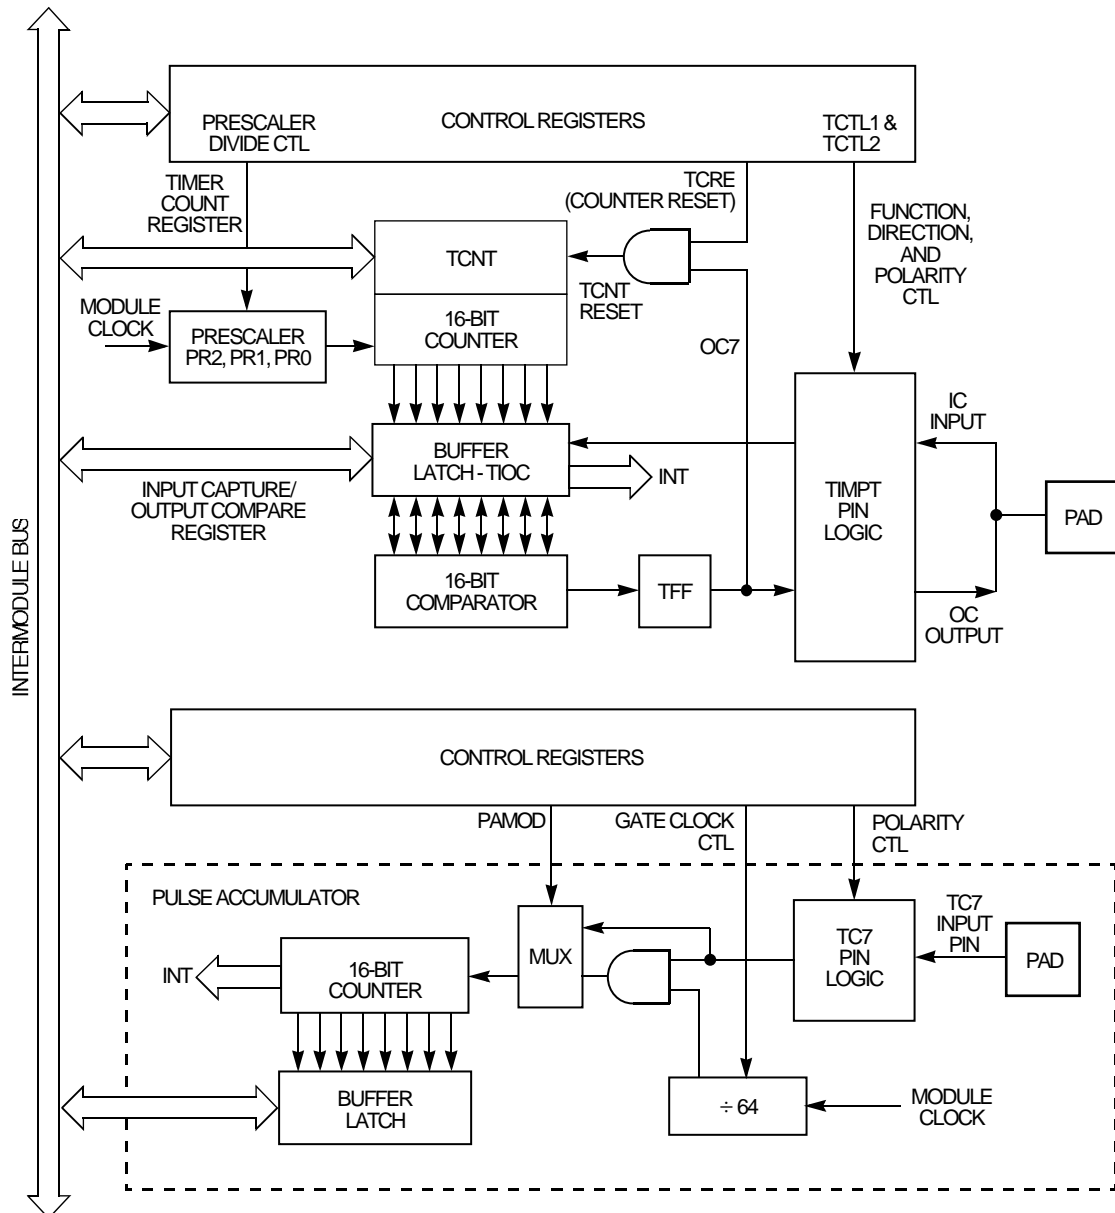 PRESCALER
DIVIDE CTL
CONTROL REGISTERS
TCTL1 &
TCTL2
TIMER
COUNT
REGISTER
TCRE
(COUNTER RESET)
FUNCTION,
DIRECTION,
AND
POLARITY
CTL
TCNT
TCNT
RESET
MODULE
CLOCK
PRESCALER
PR2, PR1, PR0
16-BIT
COUNTER
OC7
IC
INPUT
BUFFER
LATCH - TIOC
INT
INPUT CAPTURE/
OUTPUT COMPARE
REGISTER
TIMPT
PIN
LOGIC
PAD
16-BIT
COMPARATOR
TFF
OC
OUTPUT
INTERMODULE BUS
CONTROL REGISTERS
PAMOD
GATE CLOCK
CTL
POLARITY
CTL
PULSE ACCUMULATOR
TC7
INPUT
PIN
MUX
TC7
PIN
LOGIC
PAD
INT
16-BIT
COUNTER
BUFFER
LATCH
÷ 64
MODULE
CLOCK